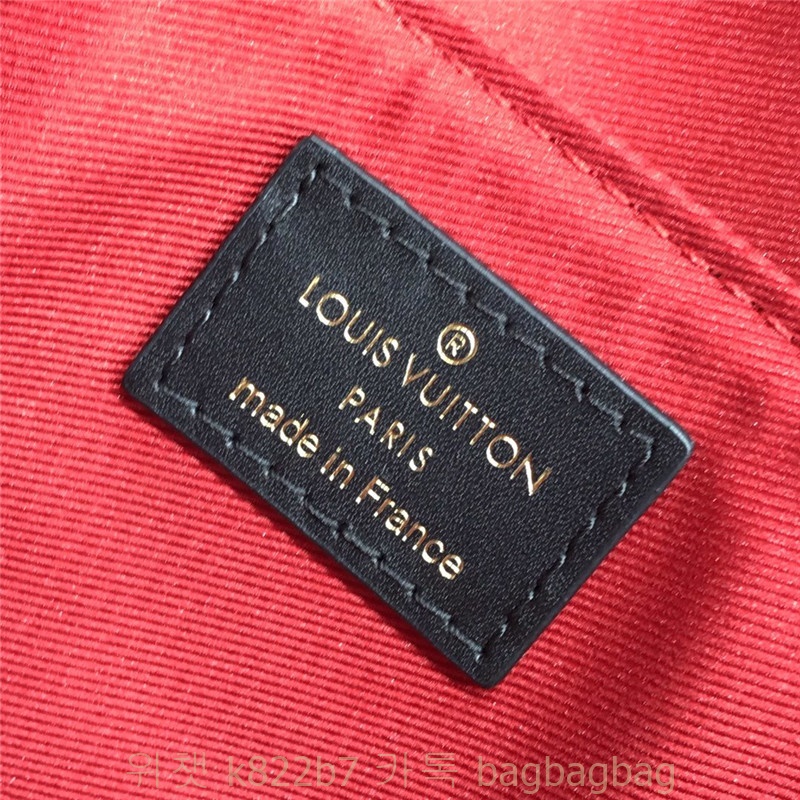 ®
LOUIS VUITTON
PARIS
made in France
위챗 k822b7 카톡 bagbagbag